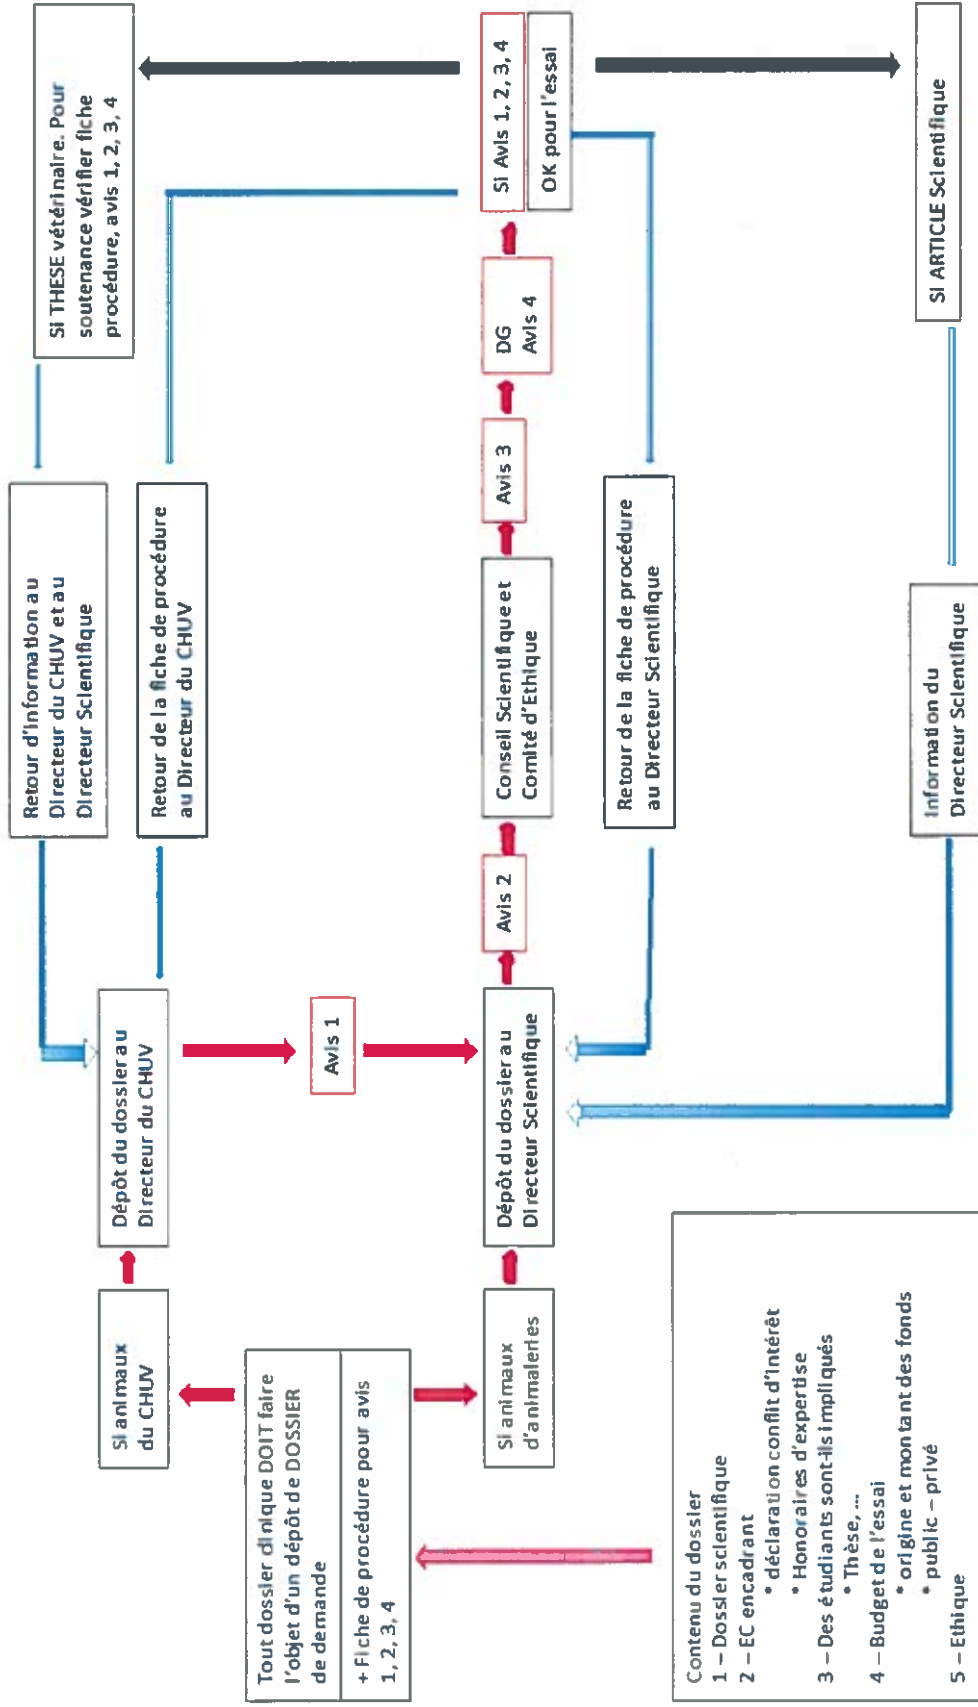 Tout dossier clinique DOIT faire
l'objet d'un dépôt de DOSSIER
de demande
+ Fiche de procédure pour avis
1, 2, 3, 4
Contenu du dossier
1 – Dossier scientifique
2 – EC encadrant
* déclaration conflit d'intérêt
* Honoraires d'expertise
3 – Des étudiants sont-ils impliqués
* Thèse, ...
4 – Budget de l'essai
* origine et montant des fonds
* public – privé
5 – Ethique
Si animaux
du CHUV
Dépôt du dossier au
Directeur du CHUV
Avis 1
Si animaux
d'animaleries
Dépôt du dossier au
Directeur Scientifique
Avis 2
Conseil Scientifique et
Comité d'Ethique
Avis 3
DG
Avis 4
Si Avis 1, 2, 3, 4
OK pour l'essai
Retour d'information au
Directeur du CHUV et au
Directeur Scientifique
Retour de la fiche de procédure
au Directeur du CHUV
Retour de la fiche de procédure
au Directeur Scientifique
Information du
Directeur Scientifique
Si THESE vétérinaire. Pour
soutenance vérifier fiche
procédure, avis 1, 2, 3, 4
Si ARTICLE Scientifique